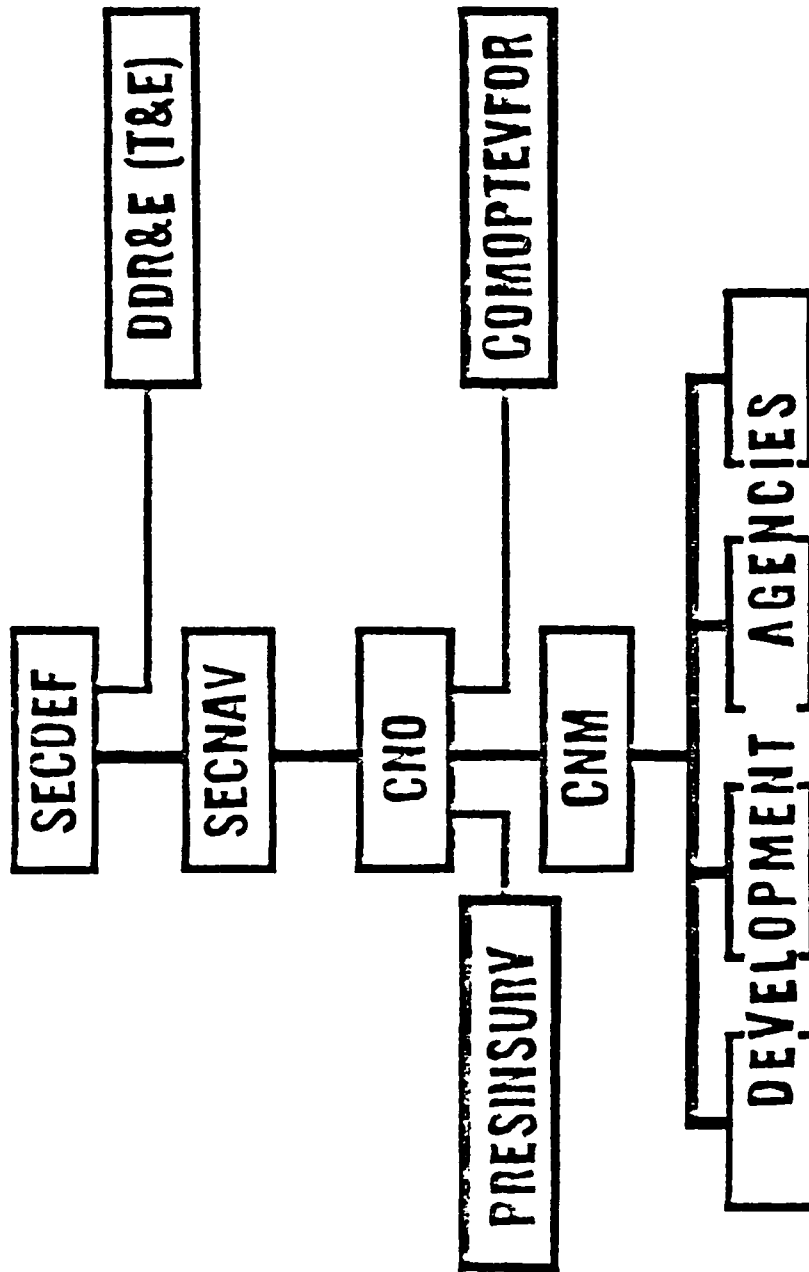 SECDEF
DDR&E (T&E)
SECNAV
CNO
PRESINSURV
COMOPTEVFOR
CNM
DEVELOPMENT AGENCIES